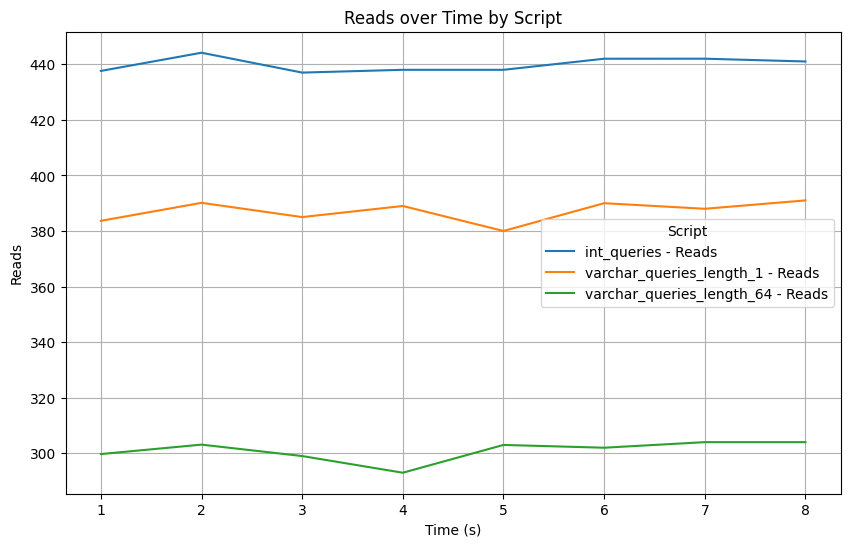 Reads over Time by Script
Reads
440
420
400
380
360
340
320
300
Script
int_queries - Reads
varchar_queries_length_1 - Reads
varchar_queries_length_64 - Reads
1 2 3 4 5 6 7 8
Time (s)